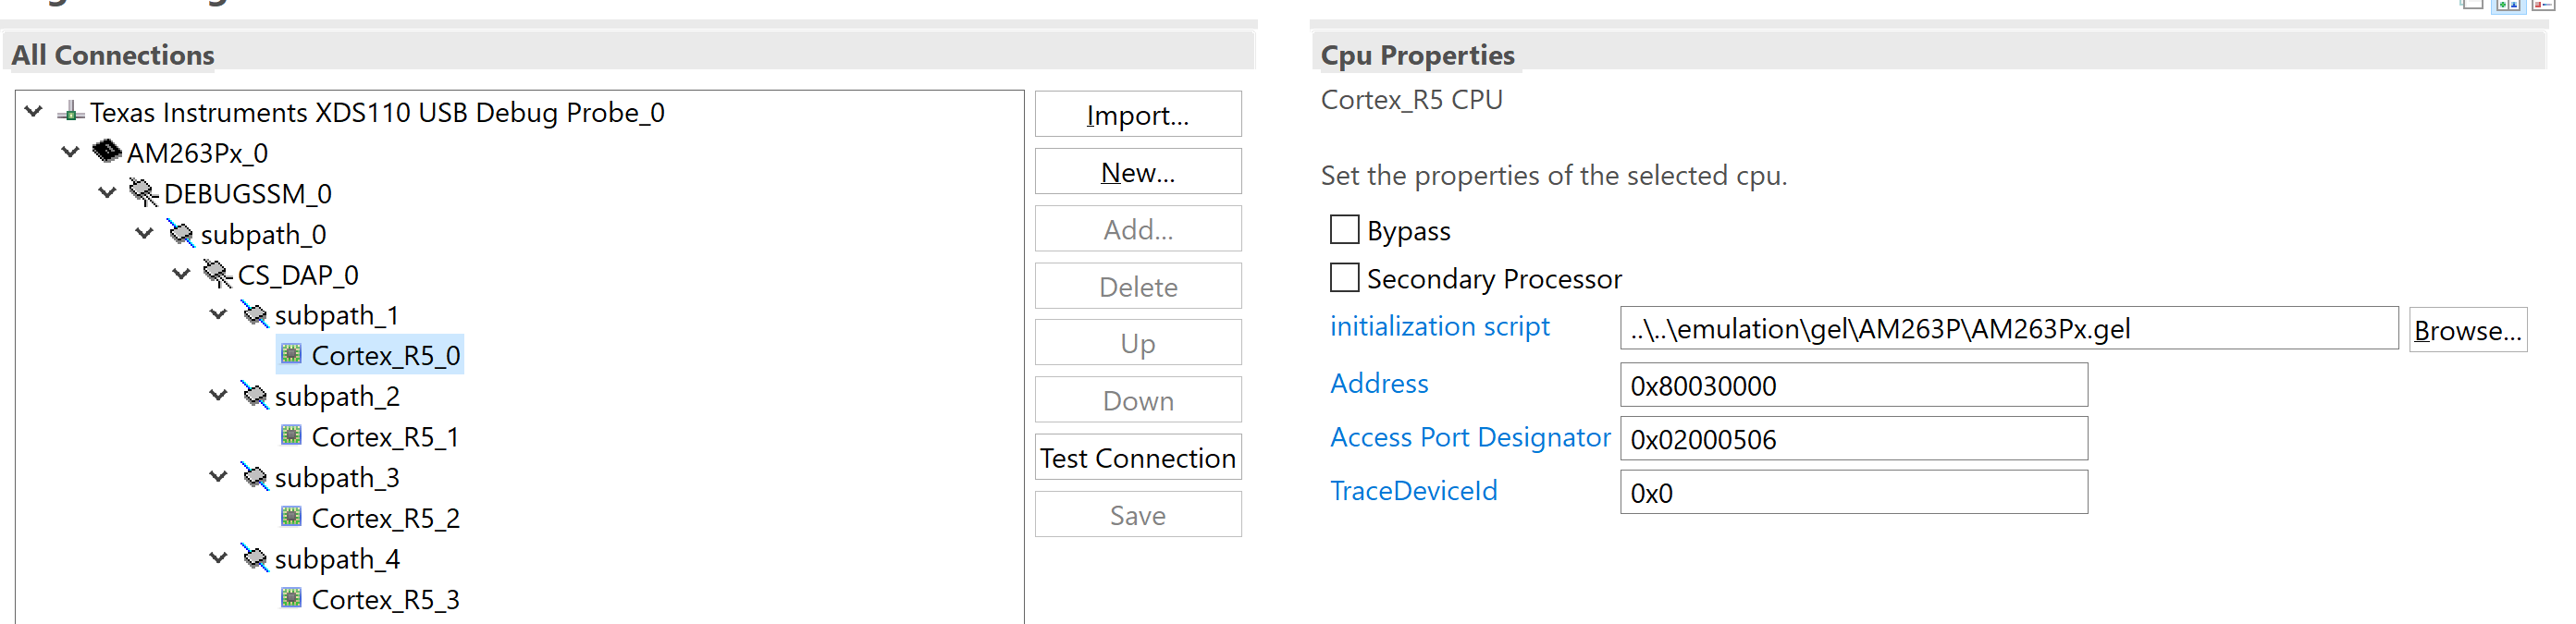 All Connections
Texas Instruments XDS110 USB Debug Probe_0
AM263Px_0
DEBUGSSM_0
subpath_0
CS_DAP_0
subpath_1
Cortex_R5_0
subpath_2
Cortex_R5_1
subpath_3
Cortex_R5_2
subpath_4
Cortex_R5_3
Import...
New...
Add...
Delete
Up
Down
Test Connection
Save
Cpu Properties
Cortex_R5 CPU
Set the properties of the selected cpu.
Bypass
Secondary Processor
initialization script ..\..\emulation\gel\AM263P\AM263Px.gel Browse...
Address 0x80030000
Access Port Designator 0x02000506
TraceDeviceId 0x0